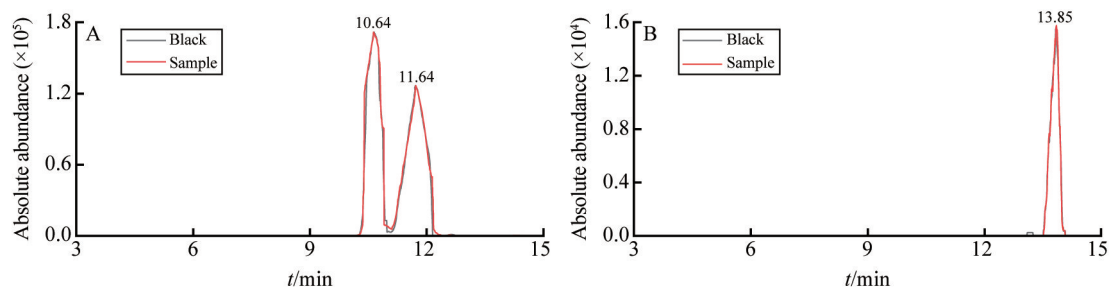 A
Absolute abundance (×10⁵)
1.8
1.2
0.6
0.0
Black
Sample
10.64
11.64
3 6 9 12 15
t/min
B
Absolute abundance (×10⁴)
1.6
1.6
0.8
0.4
0.0
Black
Sample
13.85
3 6 9 12 15
t/min